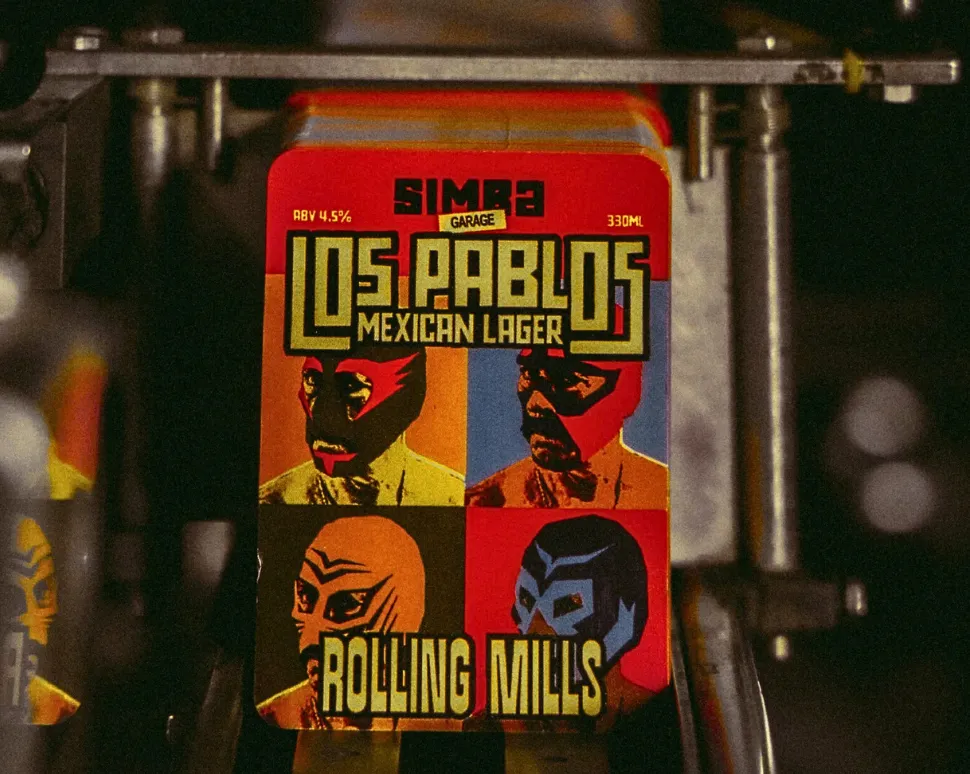 SIMBa
GARAGE
ABV 4.5% 330ML
LOS PABLOS
MEXICAN LAGER
ROLLING MILLS